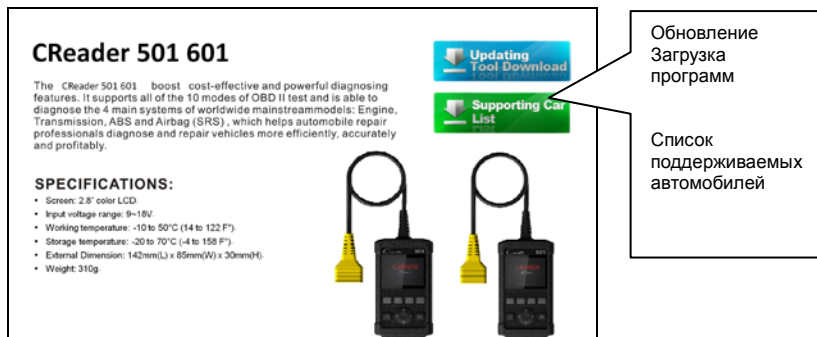 CReader 501 601
The CReader 501 601 boost cost-effective and powerful diagnosing
features. It supports all of the 10 modes of OBD II test and is able to
diagnose the 4 main systems of worldwide mainstreammodels: Engine,
Transmission, ABS and Airbag (SRS) , which helps automobile repair
professionals diagnose and repair vehicles more efficiently, accurately
and profitably.
SPECIFICATIONS:
• Screen: 2.8" color LCD.
• Input voltage range: 9~18V.
• Working temperature: -10 to 50°C (14 to 122 F°).
• Storage temperature: -20 to 70°C (-4 to 158 F°).
• External Dimension: 142mm(L) x 85mm(W) x 30mm(H).
• Weight: 310g.
Updating
Tool Download
Supporting Car
List
LAUNCH
LAUNCH
Обновление
Загрузка
программ
Список
поддерживаемых
автомобилей